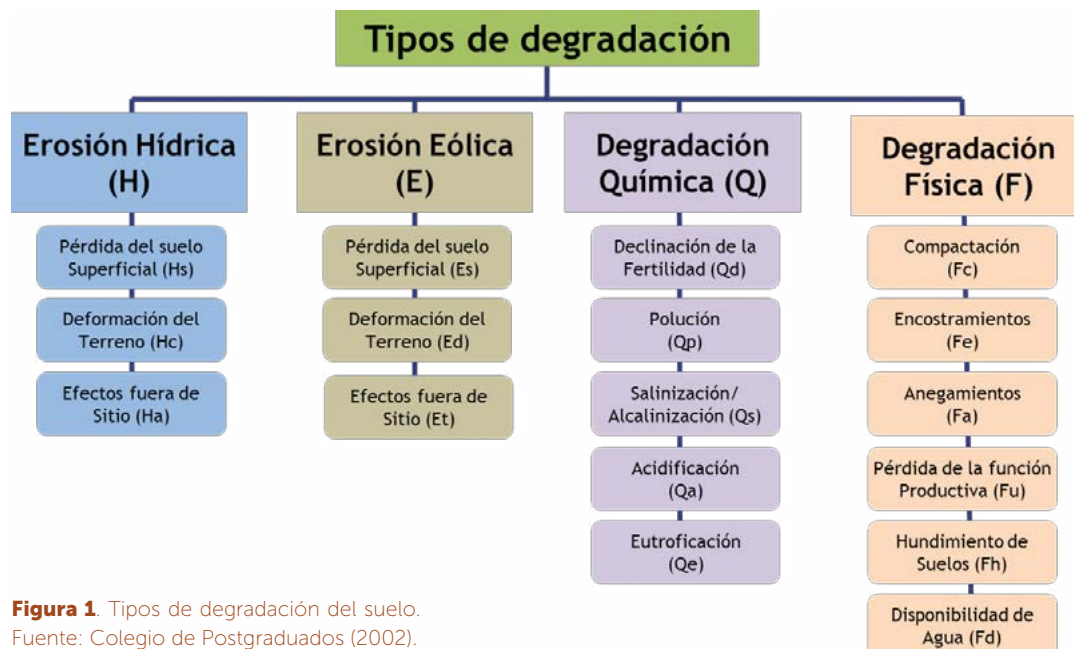 Tipos de degradación
Erosión Hídrica
(H)
Pérdida del suelo
Superficial (Hs)
Deformación del
Terreno (Hc)
Efectos fuera de
Sitio (Ha)
Erosión Eólica
(E)
Pérdida del suelo
Superficial (Es)
Deformación del
Terreno (Ed)
Efectos fuera de
Sitio (Et)
Degradación
Química (Q)
Declinación de la
Fertilidad (Qd)
Polución
(Qp)
Salinización/
Alcalinización (Qs)
Acidificación
(Qa)
Eutroficación
(Qe)
Degradación
Física (F)
Compactación
(Fc)
Encostramientos
(Fe)
Anegamientos
(Fa)
Pérdida de la función
Productiva (Fu)
Hundimiento de
Suelos (Fh)
Disponibilidad de
Agua (Fd)
Figura 1. Tipos de degradación del suelo.
Fuente: Colegio de Postgraduados (2002).